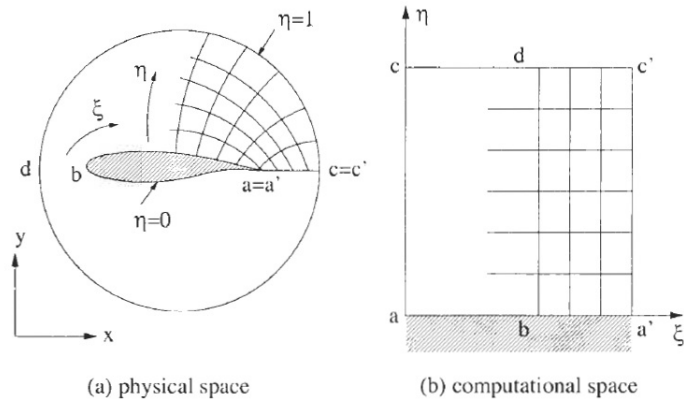 η=1
η
ξ
d
b
a=a'
c=c'
η=0
y
x
(a) physical space
η
c
d
c'
a
b
a'
ξ
(b) computational space